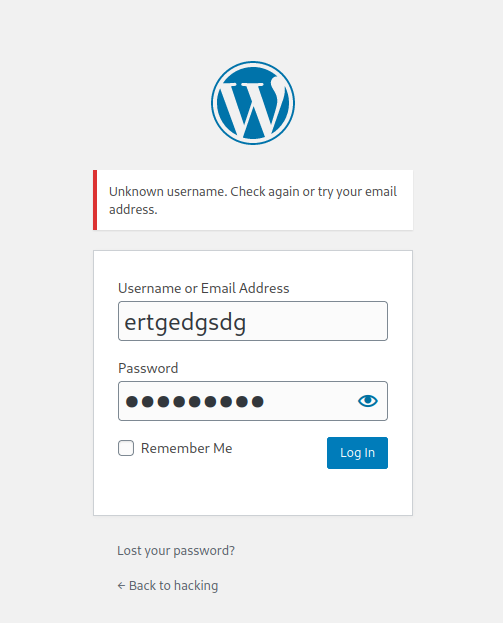 Unknown username. Check again or try your email
address.
Username or Email Address
ertgedgsdg
Password
Remember Me
Log In
Lost your password?
← Back to hacking